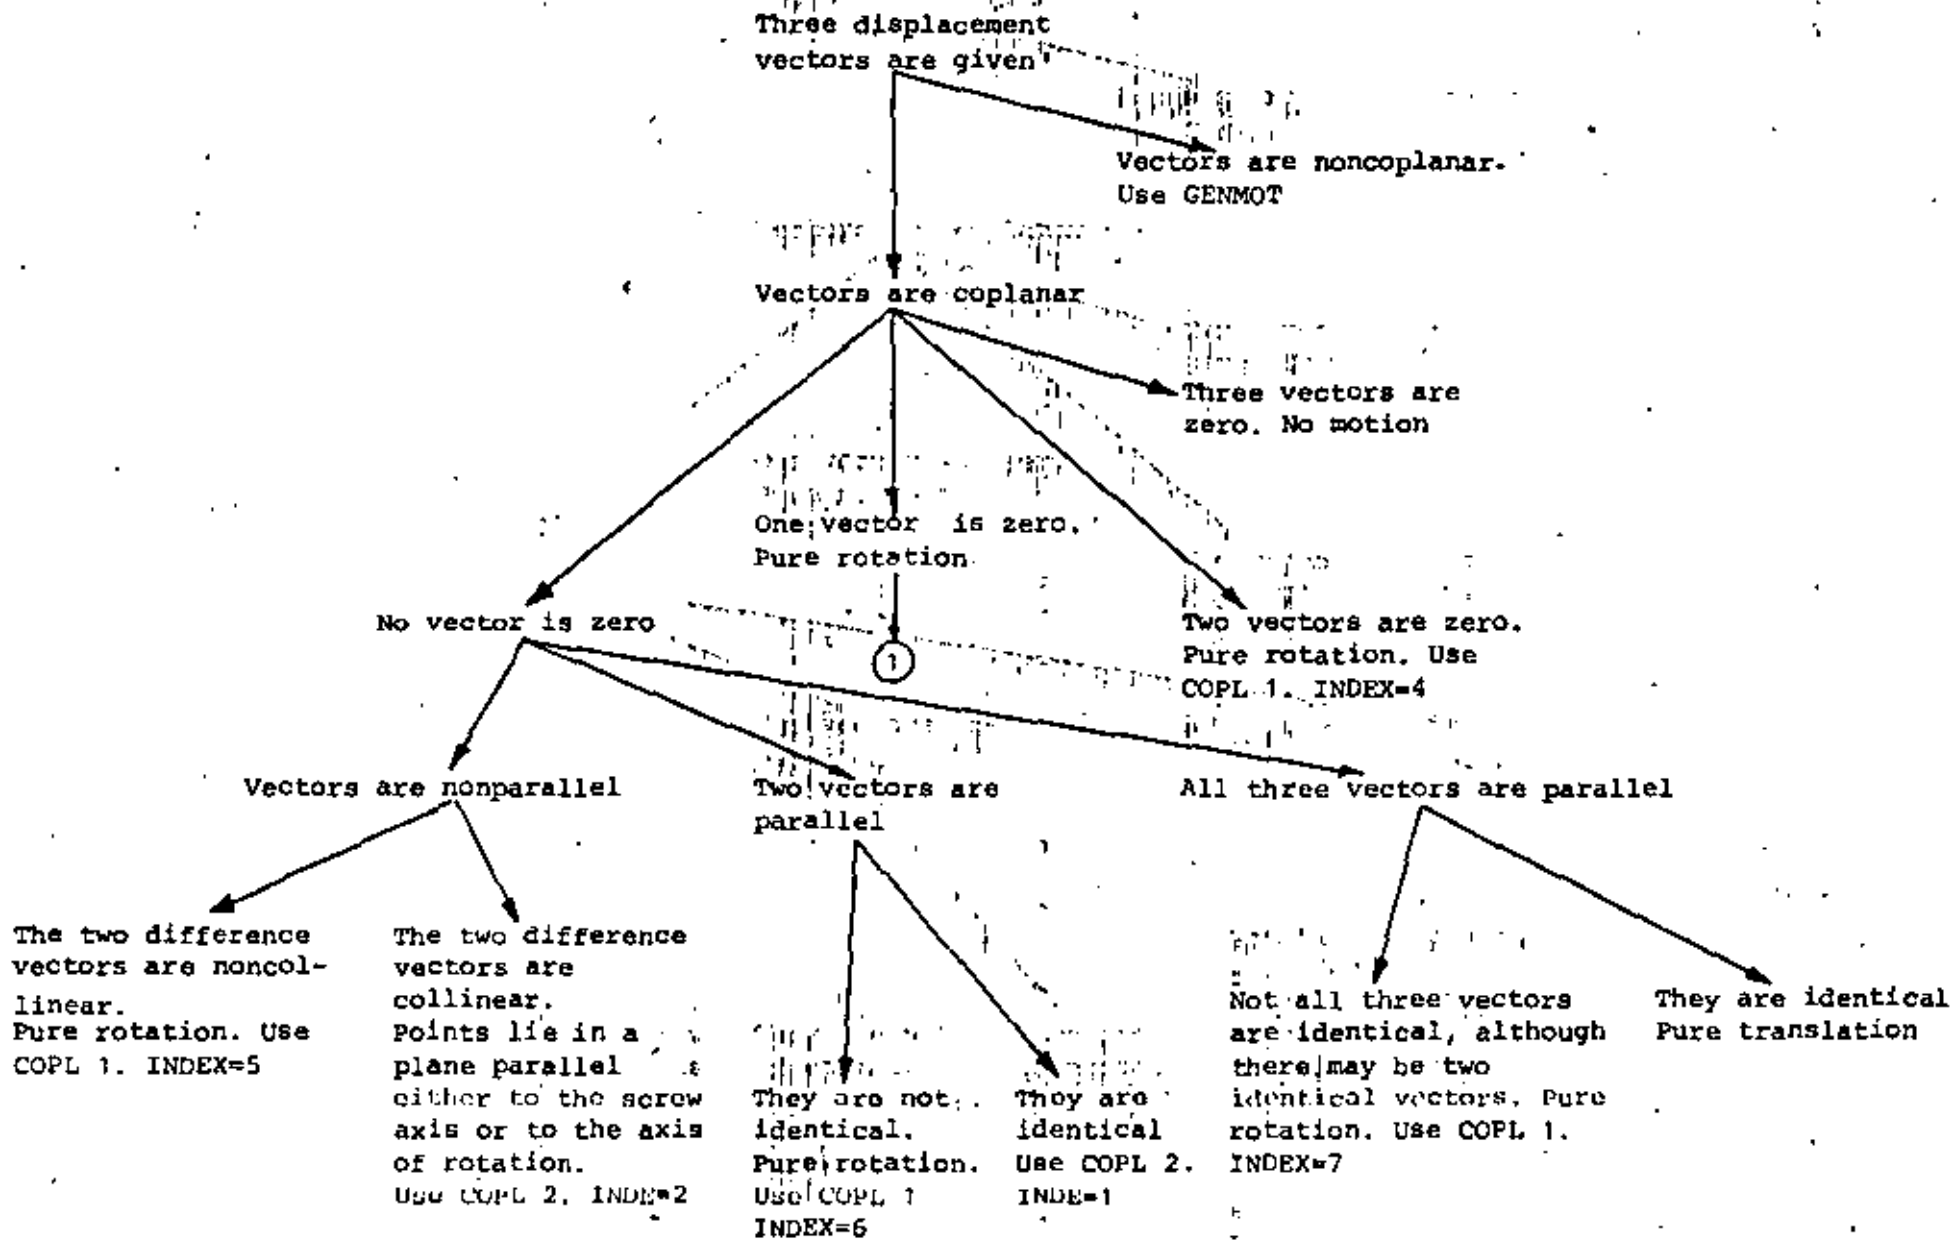 Three displacement
vectors are given
Vectors are noncoplanar.
Use GENMOT
Vectors are coplanar
Three vectors are
zero. No motion
One vector is zero.
Pure rotation
No vector is zero
1
Two vectors are zero.
Pure rotation. Use
COPL 1. INDEX=4
Vectors are nonparallel
Two vectors are
parallel
All three vectors are parallel
The two difference
vectors are noncol-
linear.
Pure rotation. Use
COPL 1. INDEX=5
The two difference
vectors are
collinear.
Points lie in a
plane parallel
either to the screw
axis or to the axis
of rotation.
Use COPL 2. INDE=2
They are not
identical.
Pure rotation.
Use COPL 1
INDEX=6
They are
identical
Use COPL 2.
INDE=1
Not all three vectors
are identical, although
there may be two
identical vectors. Pure
rotation. Use COPL 1.
INDEX=7
They are identical
Pure translation